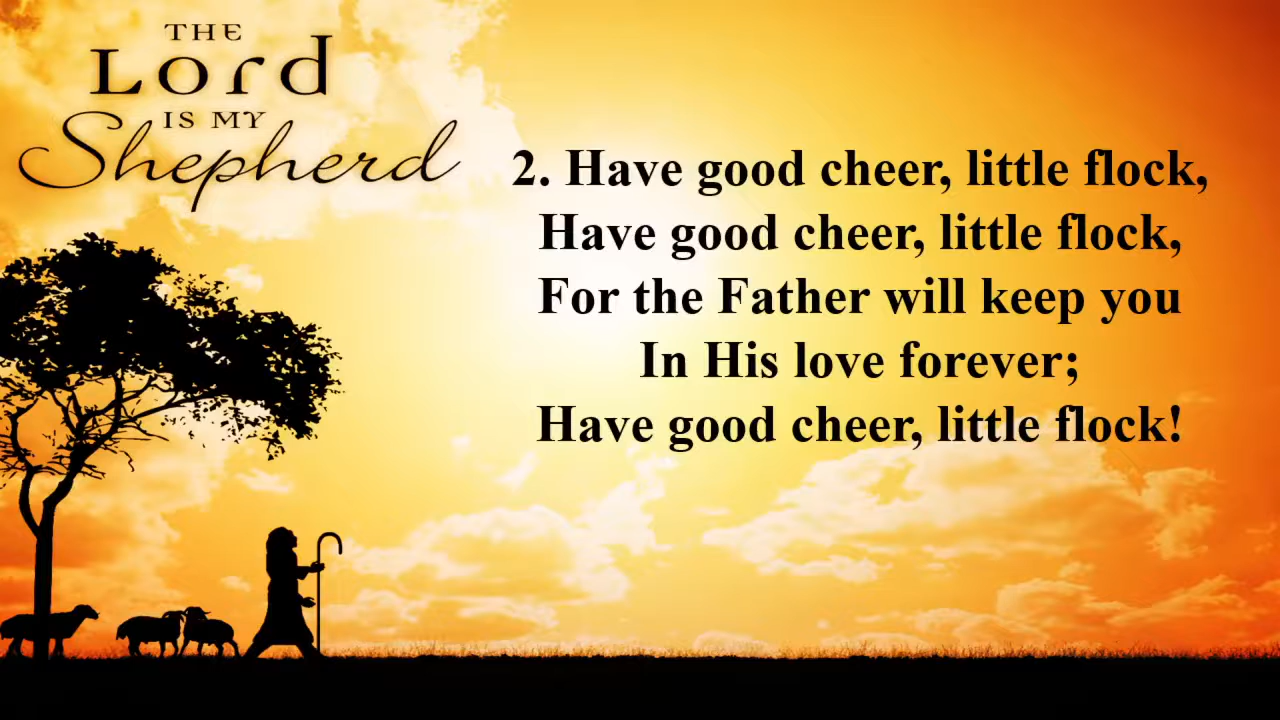 THE
Lord
IS MY
Shepherd
2. Have good cheer, little flock,
Have good cheer, little flock,
For the Father will keep you
In His love forever;
Have good cheer, little flock!